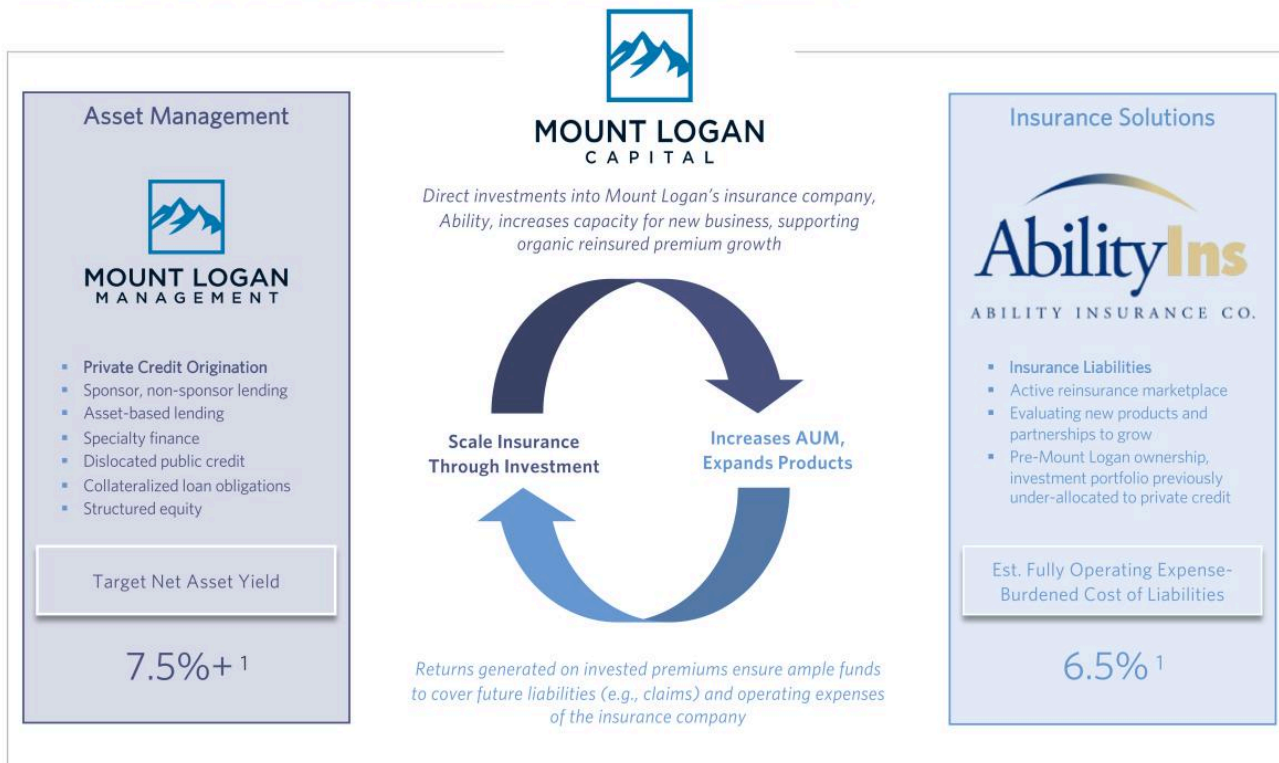 Asset Management
MOUNT LOGAN
MANAGEMENT
▪ Private Credit Origination
▪ Sponsor, non-sponsor lending
▪ Asset-based lending
▪ Specialty finance
▪ Dislocated public credit
▪ Collateralized loan obligations
▪ Structured equity
Target Net Asset Yield
7.5%+ 1
MOUNT LOGAN
CAPITAL
Direct investments into Mount Logan's insurance company,
Ability, increases capacity for new business, supporting
organic reinsured premium growth
Scale Insurance
Through Investment
Increases AUM,
Expands Products
Returns generated on invested premiums ensure ample funds
to cover future liabilities (e.g., claims) and operating expenses
of the insurance company
Insurance Solutions
AbilityIns
ABILITY INSURANCE CO.
▪ Insurance Liabilities
▪ Active reinsurance marketplace
▪ Evaluating new products and
partnerships to grow
▪ Pre-Mount Logan ownership,
investment portfolio previously
under-allocated to private credit
Est. Fully Operating Expense-
Burdened Cost of Liabilities
6.5% 1